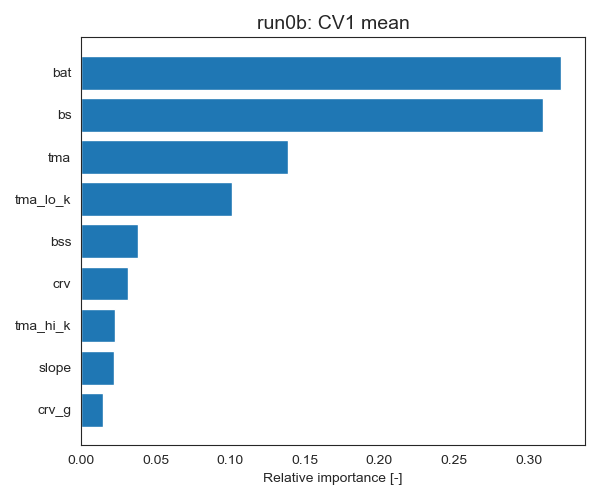 run0b: CV1 mean
bat
bs
tma
tma_lo_k
bss
crv
tma_hi_k
slope
crv_g
0.00 0.05 0.10 0.15 0.20 0.25 0.30
Relative importance [-]